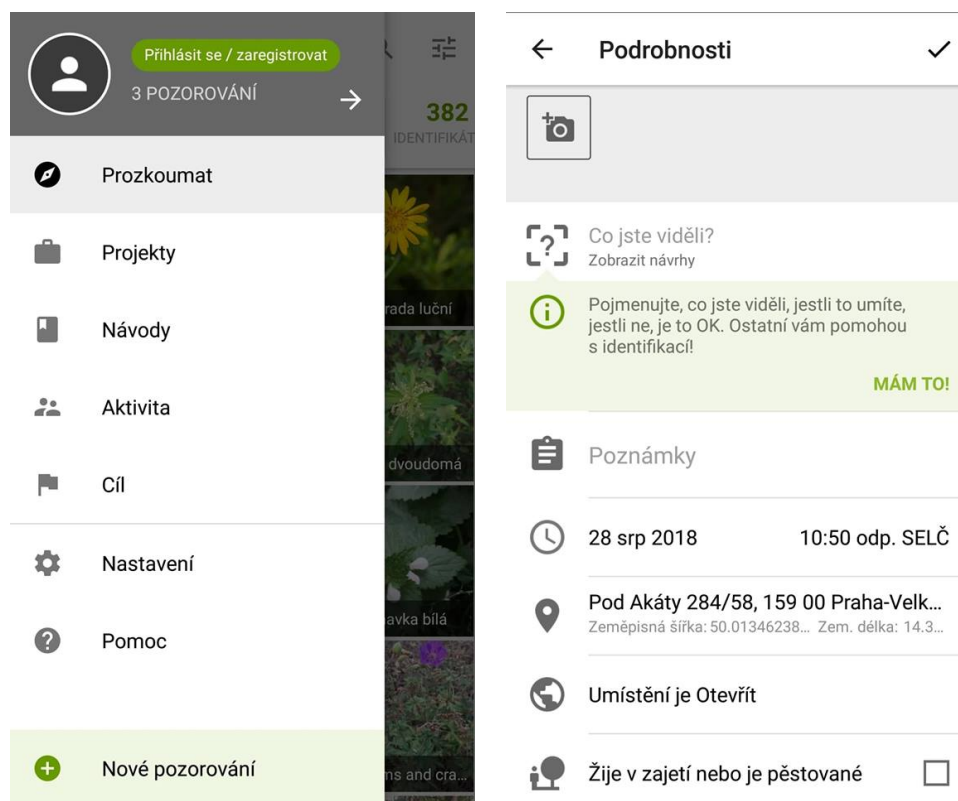 Přihlásit se / zaregistrovat
3 POZOROVÁNÍ
382
IDENTIFIKÁT
Prozkoumat
Projekty
rada luční
Návody
Aktivita
dvoudomá
Cíl
Nastavení
avka bílá
Pomoc
Nové pozorování
ms and cra...
Podrobnosti
Co jste viděli?
Zobrazit návrhy
Pojmenujte, co jste viděli, jestli to umíte,
jestli ne, je to OK. Ostatní vám pomohou
s identifikací!
MÁM TO!
Poznámky
28 srp 2018 10:50 odp. SELČ
Pod Akáty 284/58, 159 00 Praha-Velk...
Zeměpisná šířka: 50.01346238... Zem. délka: 14.3...
Umístění je Otevřít
Žije v zajetí nebo je pěstované